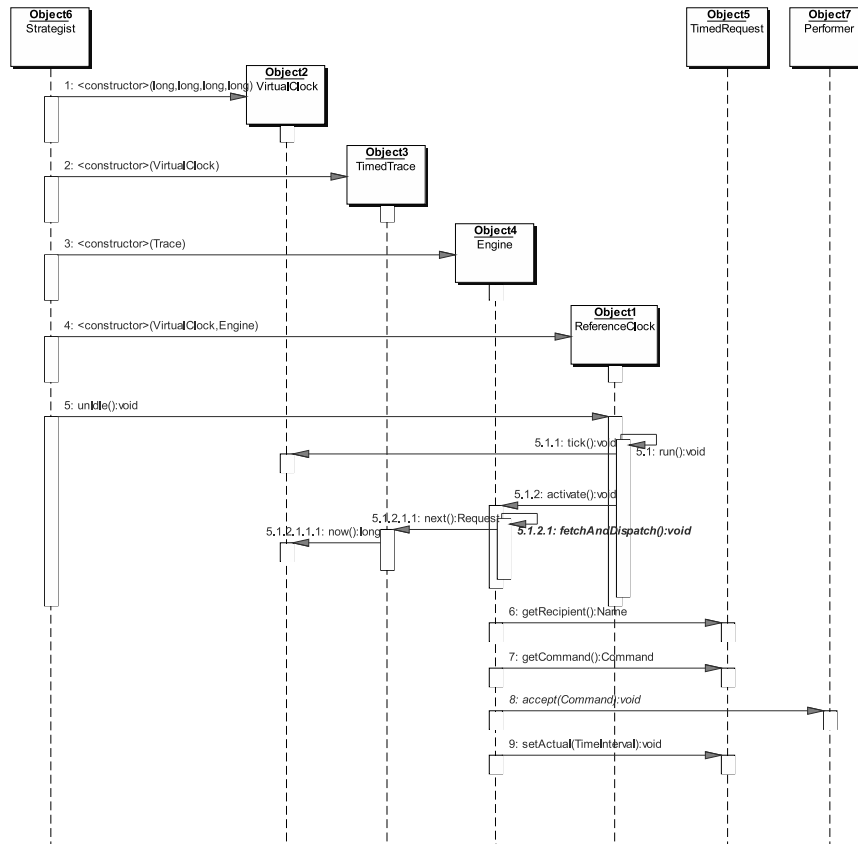 Object6
Strategist
Object5
TimedRequest
Object7
Performer
Object2
VirtualClock
1: <constructor>(long,long,long,long)
Object3
TimedTrace
2: <constructor>(VirtualClock)
Object4
Engine
3: <constructor>(Trace)
Object1
ReferenceClock
4: <constructor>(VirtualClock,Engine)
5: unIdle():void
5.1.1: tick():void
5.1: run():void
5.1.2: activate():void
5.1.2.1.1: next():Request
5.1.2.1.1.1: now():long
5.1.2.1: fetchAndDispatch():void
6: getRecipient():Name
7: getCommand():Command
8: accept(Command):void
9: setActual(TimeInterval):void